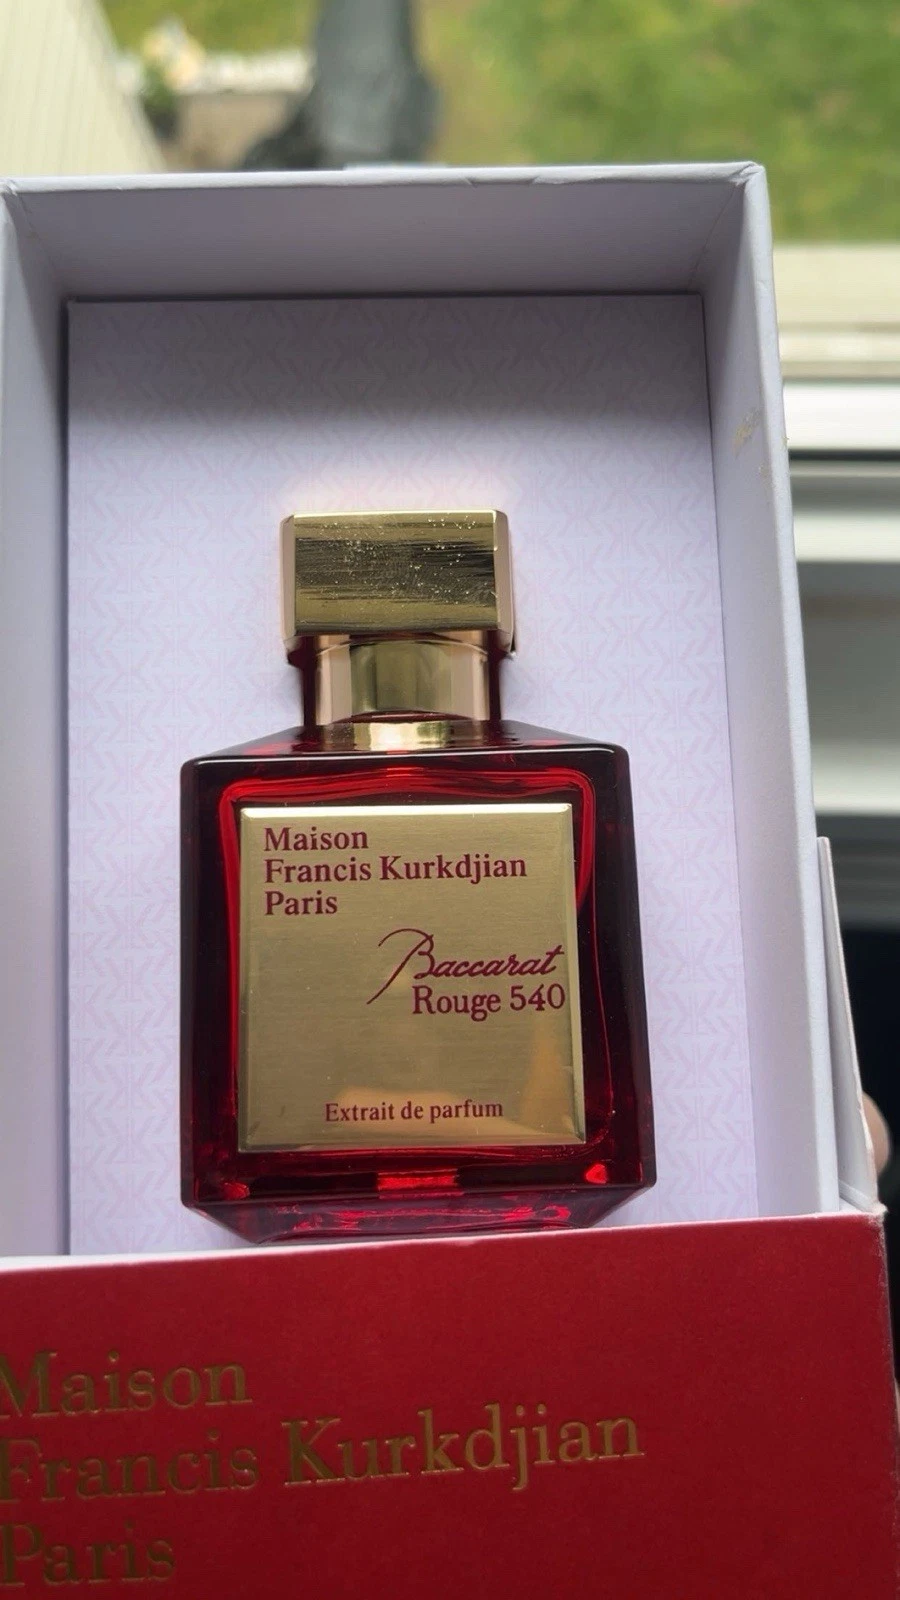 Maison
Francis Kurkdjian
Paris
Baccarat
Rouge 540
Extrait de parfum
Maison
Francis Kurkdjian
Paris